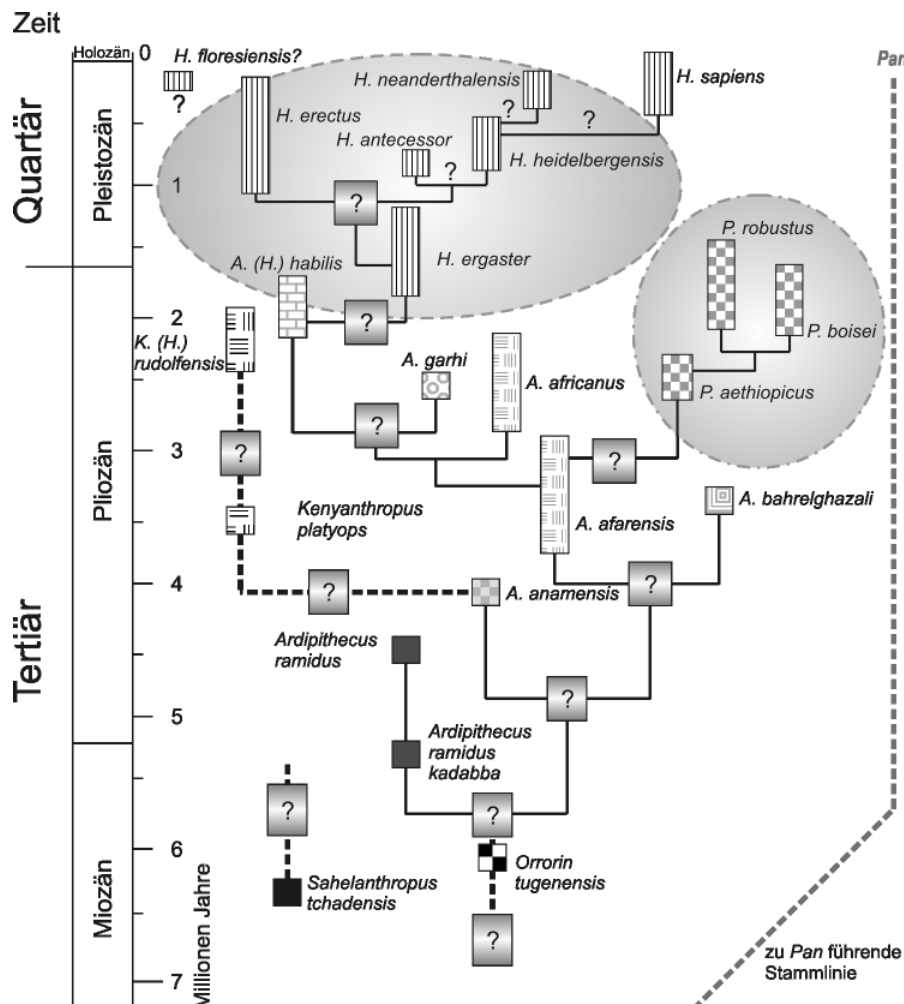 Zeit
Holozän
0
H. floresiensis?
?
H. neanderthalensis
H. sapiens
Pan
Quartär
Pleistozän
H. erectus
?
?
H. antecessor
?
H. heidelbergensis
1
?
P. robustus
A. (H.) habilis
H. ergaster
2
?
P. boisei
K. (H.)
rudolfensis
A. garhi
A. africanus
P. aethiopicus
?
3
?
?
Tertiär
Pliozän
Kenyanthropus
platyops
A. afarensis
A. bahrelghazali
4
?
A. anamensis
?
Ardipithecus
ramidus
?
5
Ardipithecus
ramidus
kadabba
?
?
Miozän
6
Orrorin
tugenensis
Sahelanthropus
tchadensis
?
7
Millionen Jahre
zu Pan führende
Stammlinie